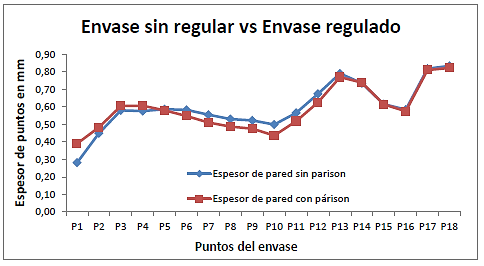 Envase sin regular vs Envase regulado
Espesor de puntos en mm
0,90
0,80
0,70
0,60
0,50
0,40
0,30
0,20
0,10
0,00
Espesor de pared sin parison
Espesor de pared con párison
P1 P2 P3 P4 P5 P6 P7 P8 P9 P10 P11 P12 P13 P14 P15 P16 P17 P18
Puntos del envase